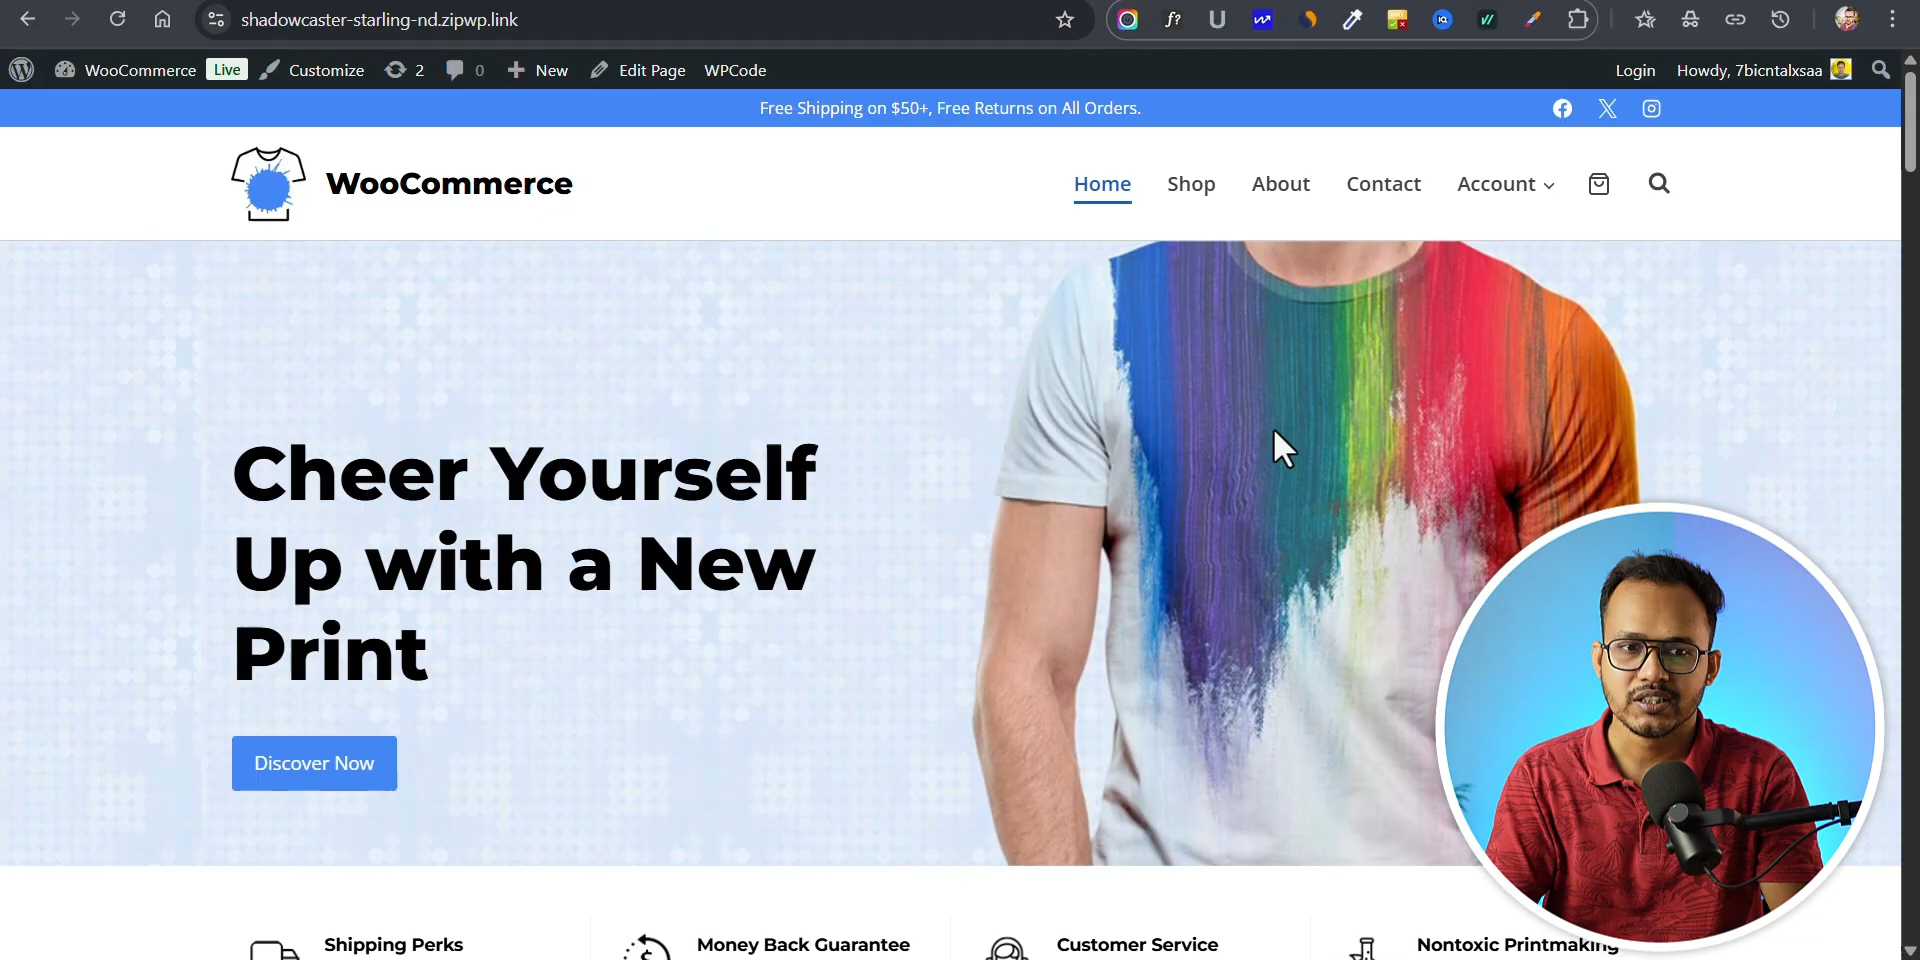 shadowcaster-starling-nd.zipwp.link
WooCommerce Live Customize 2 0 New Edit Page WPCode Login Howdy, 7bicntalxsaa
Free Shipping on $50+, Free Returns on All Orders.
WooCommerce Home Shop About Contact Account
Cheer Yourself
Up with a New
Print
Discover Now
Shipping Perks Money Back Guarantee Customer Service Nontoxic Printmaking